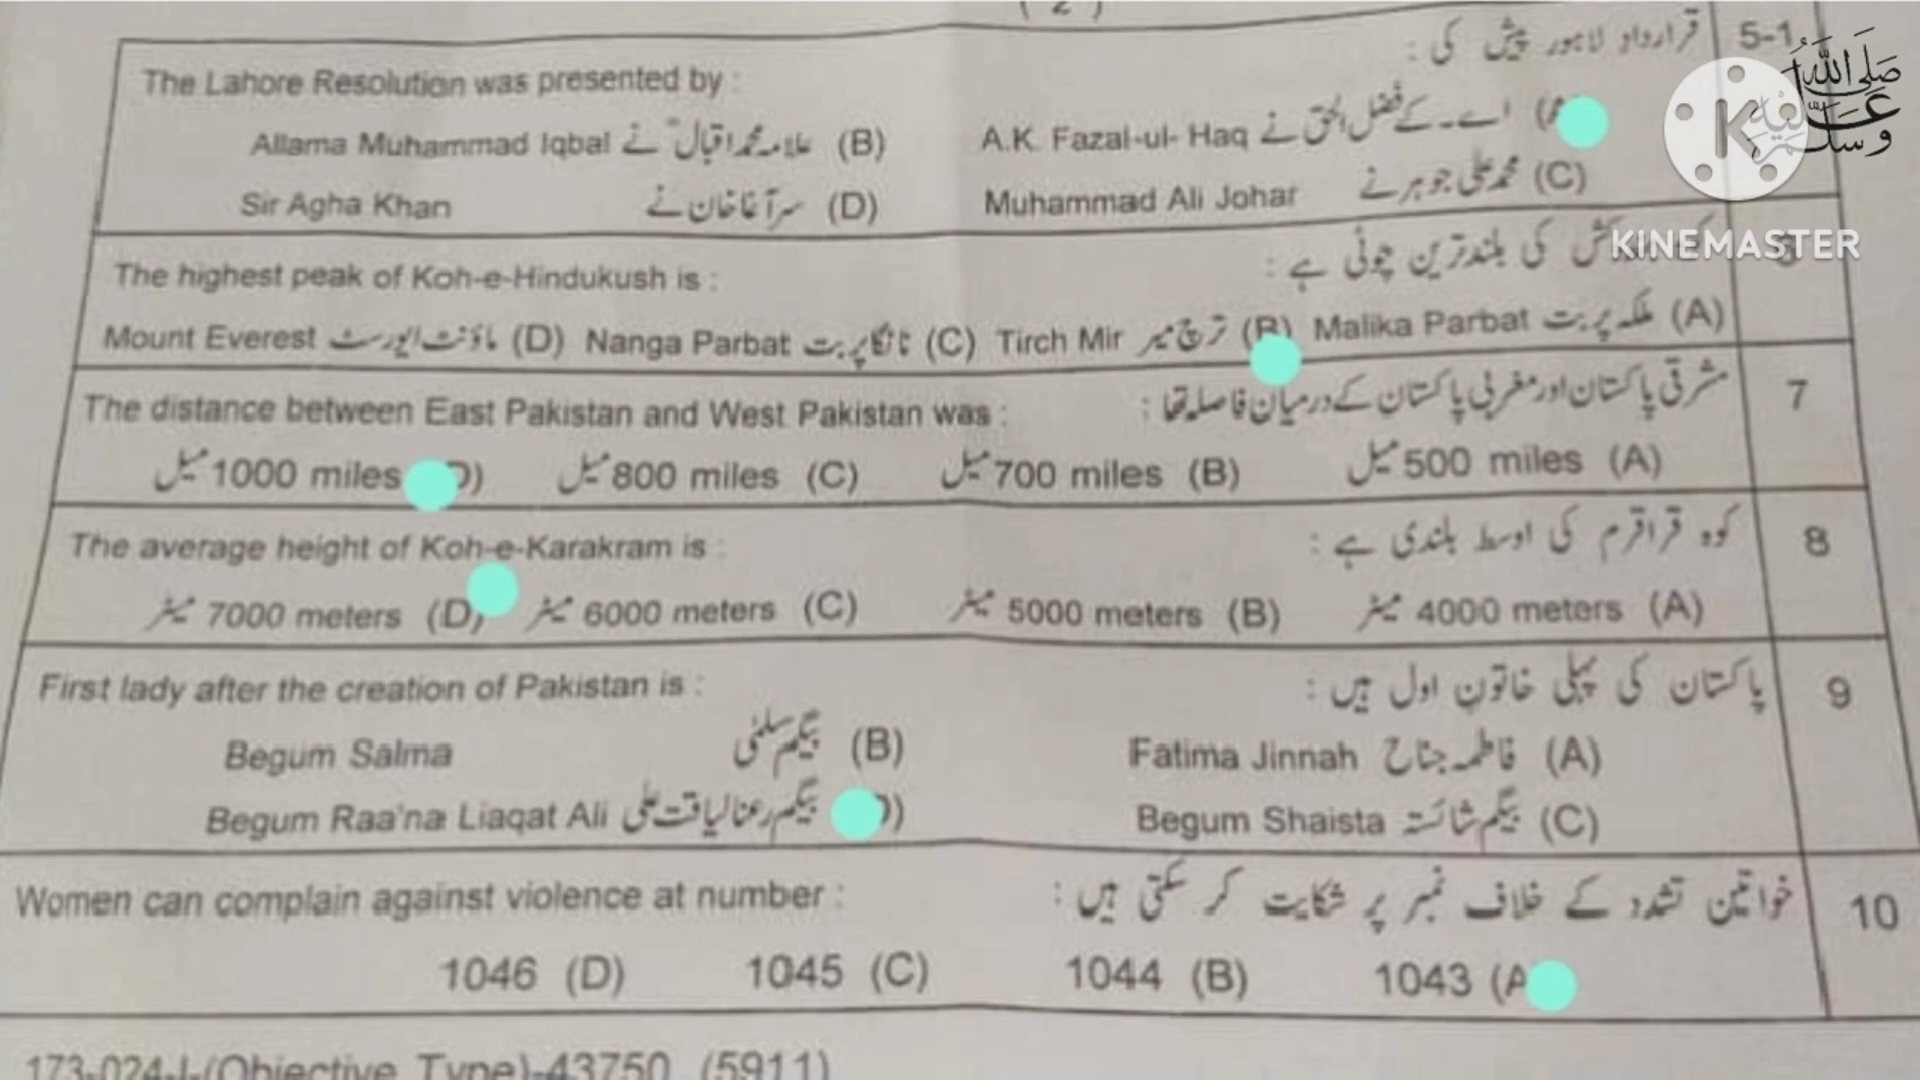 ( 2 )
قرارداد لاہور پیش کی : 5-1
The Lahore Resolution was presented by :
A.K. Fazal-ul- Haq اے۔کے فضل الحق نے (A
Allama Muhammad Iqbal علامہ محمد اقبالؒ نے (B)
Muhammad Ali Johar محمد علی جوہر نے (C)
Sir Agha Khan سر آغا خان نے (D)
کی بلند ترین چوٹی ہے :
The highest peak of Koh-e-Hindukush is :
Malika Parbat ملکہ پربت (A) Tirch Mir ترچ میر (B) Nanga Parbat نانگا پربت (C) Mount Everest ماؤنٹ ایورسٹ (D)
مشرقی پاکستان اور مغربی پاکستان کے درمیان فاصلہ تھا : 7
The distance between East Pakistan and West Pakistan was :
500 miles میل (A) 700 miles میل (B) 800 miles میل (C) 1000 miles میل D)
کوہ قراقرم کی اوسط بلندی ہے : 8
The average height of Koh-e-Karakram is :
4000 meters میٹر (A) 5000 meters میٹر (B) 6000 meters میٹر (C) 7000 meters میٹر (D)
پاکستان کی پہلی خاتون اول ہیں : 9
First lady after the creation of Pakistan is :
Fatima Jinnah فاطمہ جناح (A) Begum Salma بیگم سلمٰی (B)
Begum Shaista بیگم شائستہ (C) Begum Raa'na Liaqat Ali بیگم رعنا لیاقت علی D)
خواتین تشدد کے خلاف نمبر پر شکایت کر سکتی ہیں : 10
Women can complain against violence at number :
1043 (A 1044 (B) 1045 (C) 1046 (D)
173-024-I-(Objective Type)-43750 (5911)
KINEMASTER
صلى الله عليه وسلم